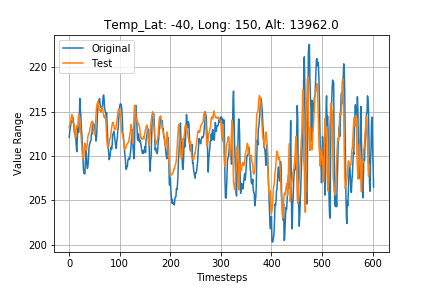 Temp_Lat: -40, Long: 150, Alt: 13962.0
Original
Test
Value Range
220
215
210
205
200
0 100 200 300 400 500 600
Timesteps